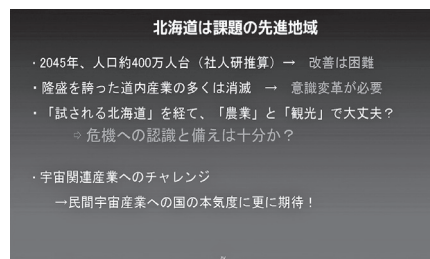 北海道は課題の先進地域
・2045年、人口約400万人台（社人研推算）→　改善は困難
・隆盛を誇った道内産業の多くは消滅　→　意識変革が必要
・「試される北海道」を経て、「農業」と「観光」で大丈夫？
⇨ 危機への認識と備えは十分か？
・宇宙関連産業へのチャレンジ
→民間宇宙産業への国の本気度に更に期待！